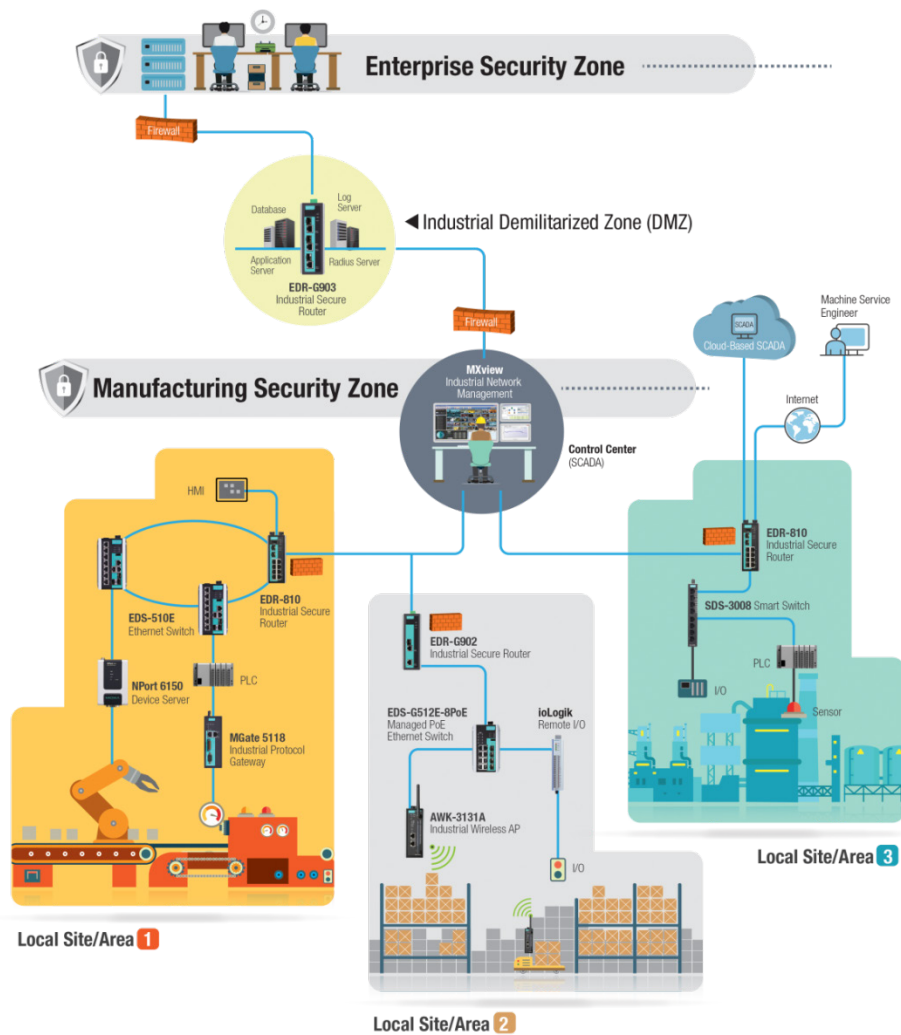 Enterprise Security Zone
Firewall
Database
Log
Server
Application
Server
Radius Server
EDR-G903
Industrial Secure
Router
Industrial Demilitarized Zone (DMZ)
Firewall
SCADA
Cloud-Based SCADA
Machine Service
Engineer
Internet
Manufacturing Security Zone
MXview
Industrial Network
Management
Control Center
(SCADA)
HMI
EDR-810
Industrial Secure
Router
EDS-510E
Ethernet Switch
NPort 6150
Device Server
PLC
MGate 5118
Industrial Protocol
Gateway
Local Site/Area 1
EDR-G902
Industrial Secure Router
EDS-G512E-8PoE
Managed PoE
Ethernet Switch
ioLogik
Remote I/O
AWK-3131A
Industrial Wireless AP
I/O
Local Site/Area 2
EDR-810
Industrial Secure
Router
SDS-3008 Smart Switch
PLC
I/O
Sensor
Local Site/Area 3